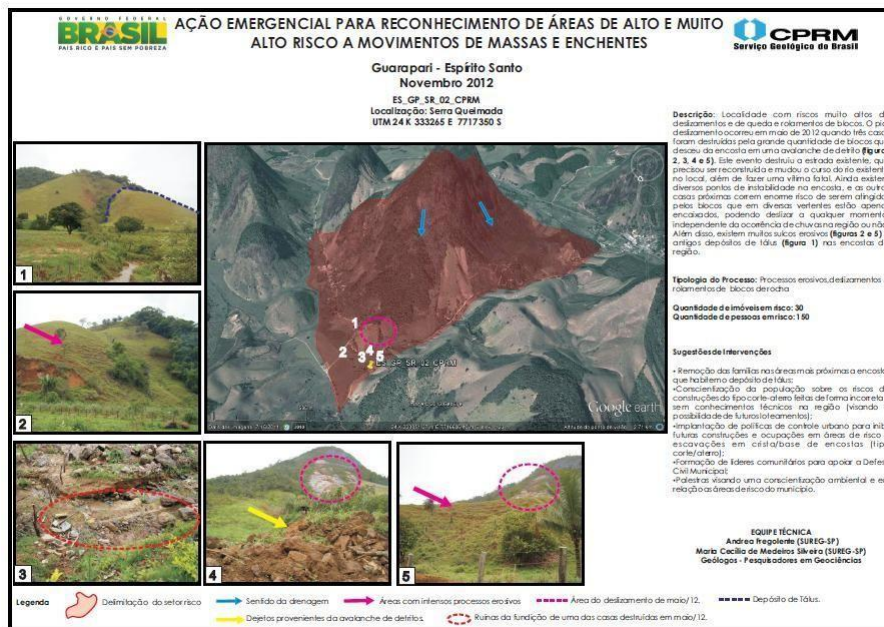 GOVERNO FEDERAL
BRASIL
PAÍS RICO É PAÍS SEM POBREZA
AÇÃO EMERGENCIAL PARA RECONHECIMENTO DE ÁREAS DE ALTO E MUITO
ALTO RISCO A MOVIMENTOS DE MASSAS E ENCHENTES
CPRM
Serviço Geológico do Brasil
Guarapari - Espírito Santo
Novembro 2012
ES_GP_SR_02_CPRM
Localização: Serra Queimada
UTM 24 K 333265 E 7717350 S
Descrição: Localidade com riscos muito altos d
deslizamentos e de queda e rolamentos de blocos. O pio
deslizamento ocorreu em maio de 2012 quando três casa
foram destruídas pela grande quantidade de blocos qu
desceu da encosta em uma avalanche de detrito (figura
2, 3, 4 e 5). Este evento destruiu a estrada existente, qu
precisou ser reconstruída e mudou o curso do rio existent
no local, além de fazer uma vítima fatal. Ainda existem
diversos pontos de instabilidade na encosta, e as outra
casas próximas correm enorme risco de serem atingida
pelos blocos que em diversas vertentes estão apena
encaixados, podendo deslizar a qualquer momento
independente da ocorrência de chuvas na região ou não
Além disso, existem muitos sulcos erosivos (figuras 2 e 5)
antigos depósitos de tálus (figura 1) nas encostas d
região.
Tipologia do Processo: Processos erosivos, deslizamentos
rolamentos de blocos de rocha
Quantidade de imóveis em risco: 30
Quantidade de pessoas em risco: 150
Sugestões de Intervenções
• Remoção das famílias nas áreas mais próximas a encosta
que habitem o depósito de tálus;
•Conscientização da população sobre os riscos d
construções do tipo corte-aterro feitas de forma incorreta
sem conhecimentos técnicos na região (visando
possibilidade de futuros loteamentos);
•Implantação de políticas de controle urbano para inib
futuras construções e ocupações em áreas de risco
escavações em crista/base de encostas (tip
corte/aterro);
•Formação de líderes comunitários para apoiar a Defes
Civil Municipal;
•Palestras visando uma conscientização ambiental e em
relação as áreas de risco do município.
EQUIPE TÉCNICA
Andrea Fregolente (SUREG-SP)
Maria Cecília de Medeiros Silveira (SUREG-SP)
Geólogos - Pesquisadores em Geociências
1
2
3
4
5
1
2
3
4
5
ES_GP_SR_02_CPRM
Google earth
Legenda
Delimitação do setor risco
Sentido da drenagem
Áreas com intensos processos erosivos
Área do deslizamento de maio/12.
Depósito de Tálus.
Dejetos provenientes da avalanche de detritos.
Ruínas da fundição de uma das casas destruídas em maio/12.